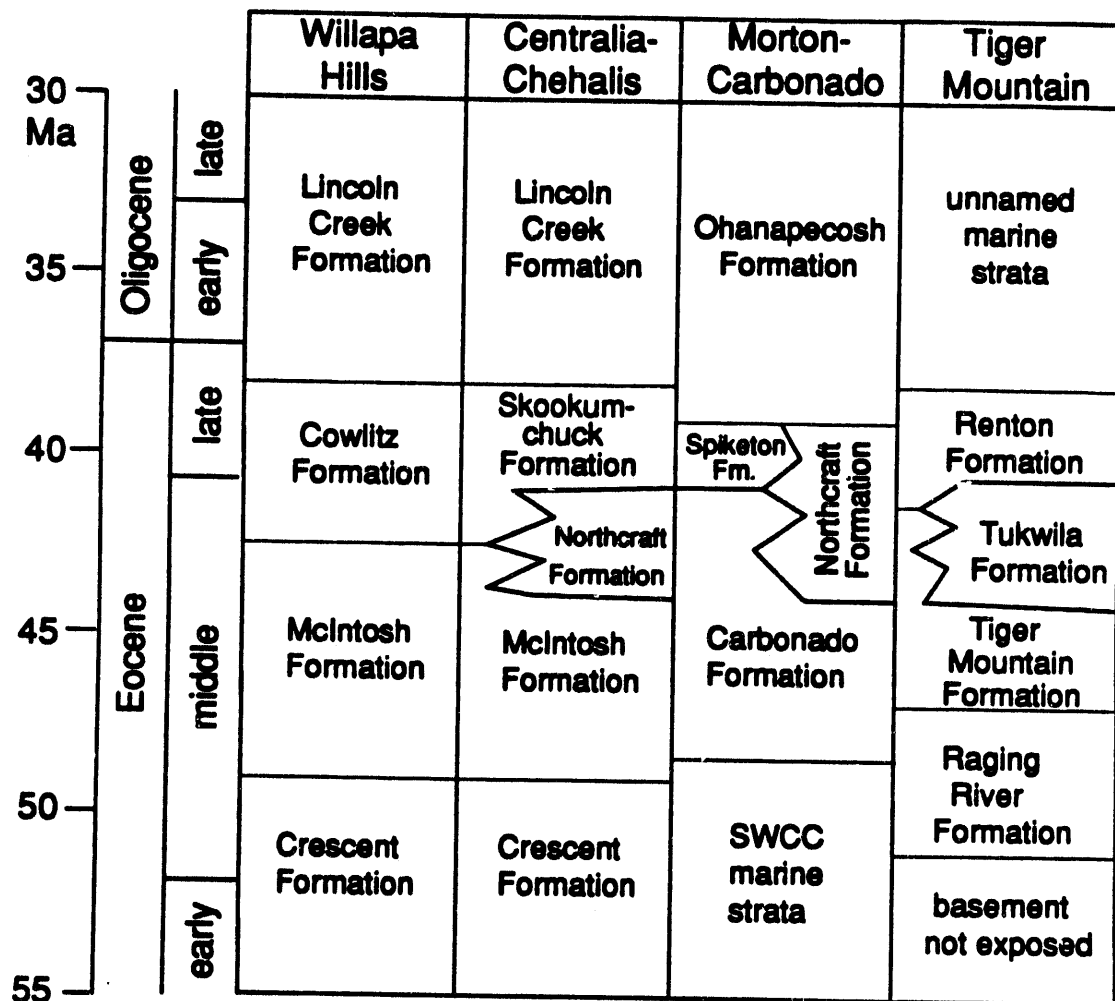 Willapa
Hills
Centralia-
Chehalis
Morton-
Carbonado
Tiger
Mountain
30
Ma
35
40
45
50
55
Oligocene
Eocene
late
early
late
middle
early
Lincoln
Creek
Formation
Cowlitz
Formation
McIntosh
Formation
Crescent
Formation
Lincoln
Creek
Formation
Skookum-
chuck
Formation
Northcraft
Formation
McIntosh
Formation
Crescent
Formation
Ohanapecosh
Formation
Spiketon
Fm.
Northcraft
Formation
Carbonado
Formation
SWCC
marine
strata
unnamed
marine
strata
Renton
Formation
Tukwila
Formation
Tiger
Mountain
Formation
Raging
River
Formation
basement
not exposed